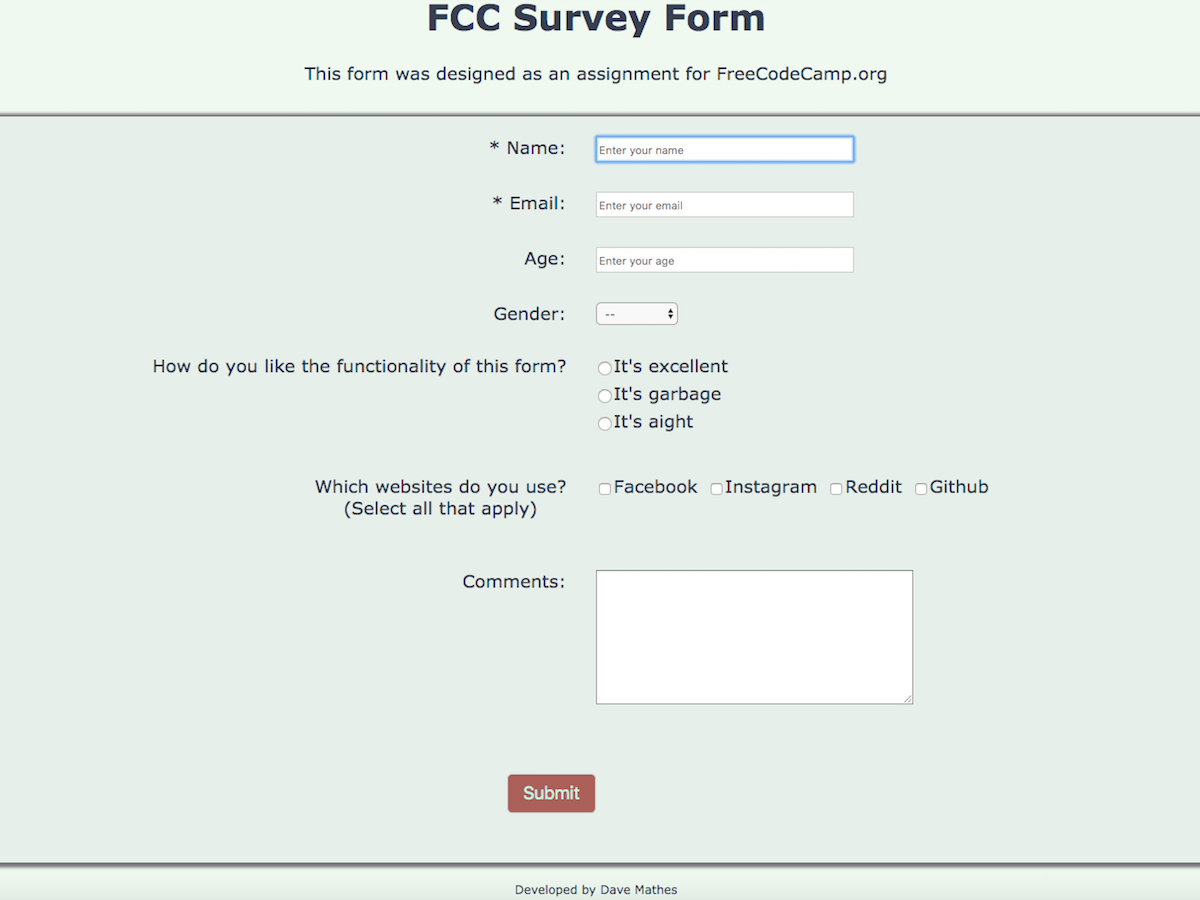 FCC Survey Form
This form was designed as an assignment for FreeCodeCamp.org
* Name: Enter your name
* Email: Enter your email
Age: Enter your age
Gender: --
How do you like the functionality of this form? It's excellent
It's garbage
It's aight
Which websites do you use? Facebook Instagram Reddit Github
(Select all that apply)
Comments:
Submit
Developed by Dave Mathes